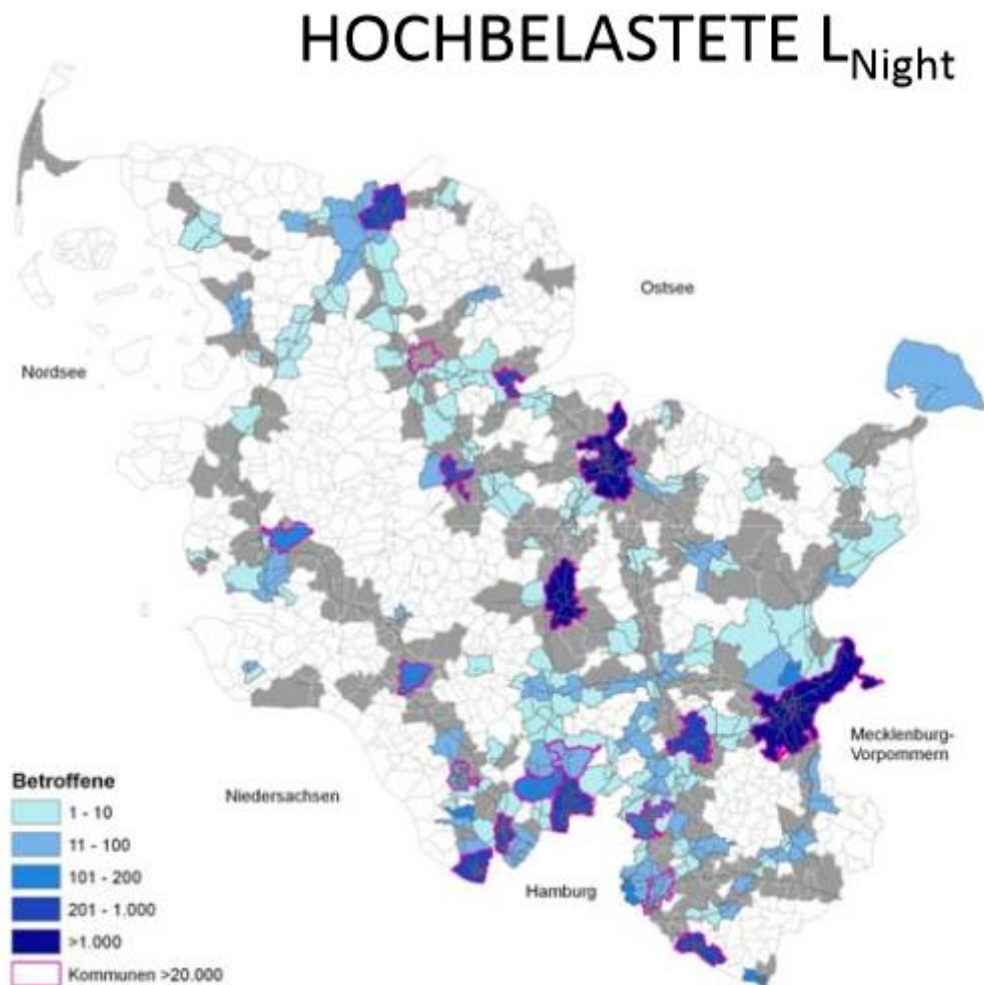 HOCHBELASTETE L_Night
Ostsee
Nordsee
Mecklenburg-
Vorpommern
Niedersachsen
Hamburg
Betroffene
1 - 10
11 - 100
101 - 200
201 - 1.000
>1.000
Kommunen >20.000